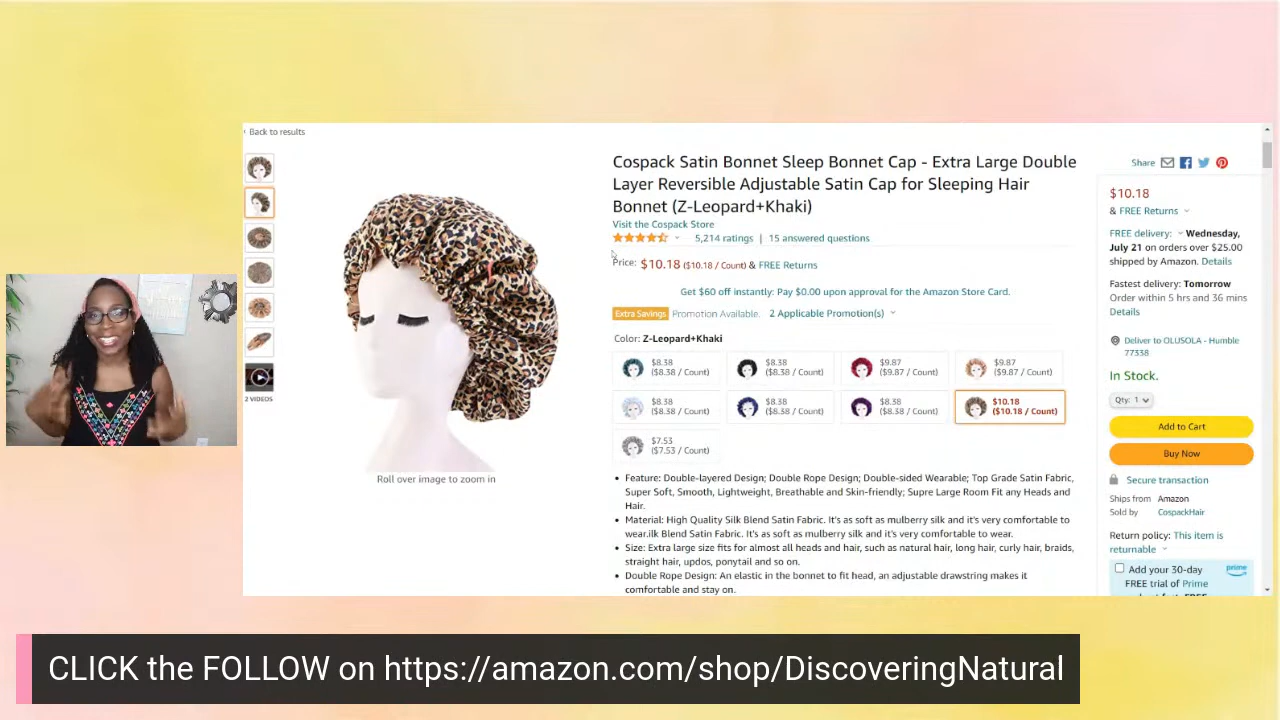 Back to results
Cospack Satin Bonnet Sleep Bonnet Cap - Extra Large Double
Layer Reversible Adjustable Satin Cap for Sleeping Hair
Bonnet (Z-Leopard+Khaki)
Visit the Cospack Store
5,214 ratings | 15 answered questions
Price: $10.18 ($10.18 / Count) & FREE Returns
Get $60 off instantly: Pay $0.00 upon approval for the Amazon Store Card.
Extra Savings Promotion Available. 2 Applicable Promotion(s)
Color: Z-Leopard+Khaki
$8.38
($8.38 / Count)
$8.38
($8.38 / Count)
$9.87
($9.87 / Count)
$9.87
($9.87 / Count)
$8.38
($8.38 / Count)
$8.38
($8.38 / Count)
$8.38
($8.38 / Count)
$10.18
($10.18 / Count)
$7.53
($7.53 / Count)
2 VIDEOS
Roll over image to zoom in
Feature: Double-layered Design; Double Rope Design; Double-sided Wearable; Top Grade Satin Fabric,
Super Soft, Smooth, Lightweight, Breathable and Skin-friendly; Supre Large Room Fit any Heads and
Hair.
Material: High Quality Silk Blend Satin Fabric. It's as soft as mulberry silk and it's very comfortable to
wear.ilk Blend Satin Fabric. It's as soft as mulberry silk and it's very comfortable to wear.
Size: Extra large size fits for almost all heads and hair, such as natural hair, long hair, curly hair, braids,
straight hair, updos, ponytail and so on.
Double Rope Design: An elastic in the bonnet to fit head, an adjustable drawstring makes it
comfortable and stay on.
Share
$10.18
& FREE Returns
FREE delivery: Wednesday,
July 21 on orders over $25.00
shipped by Amazon. Details
Fastest delivery: Tomorrow
Order within 5 hrs and 36 mins
Details
Deliver to OLUSOLA - Humble
77338
In Stock.
Qty: 1
Add to Cart
Buy Now
Secure transaction
Ships from Amazon
Sold by CospackHair
Return policy: This item is
returnable
Add your 30-day
FREE trial of Prime
prime
CLICK the FOLLOW on https://amazon.com/shop/DiscoveringNatural